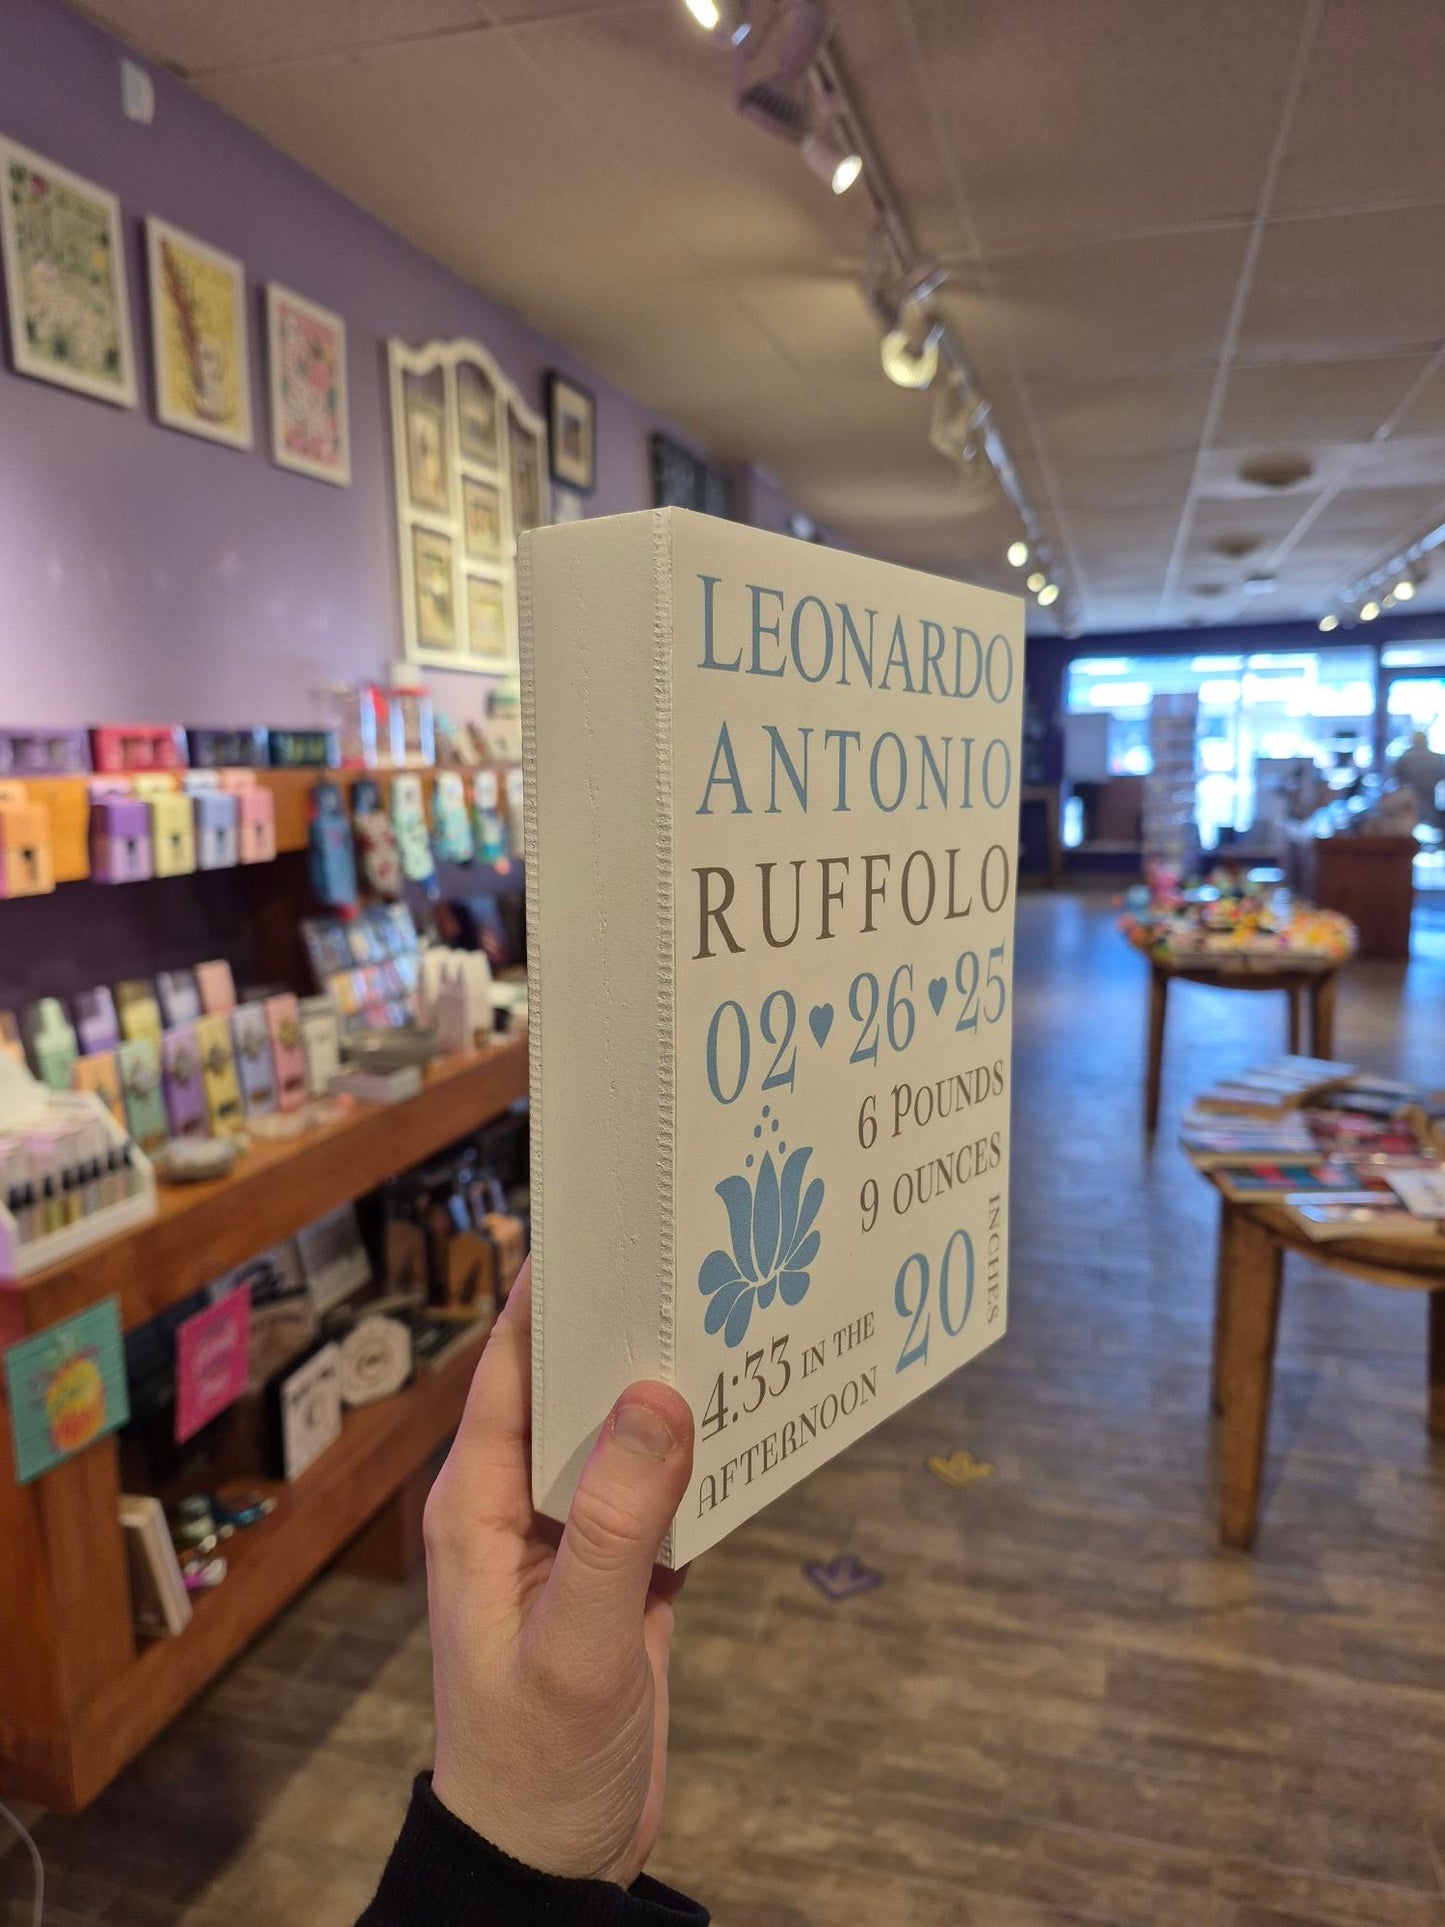 LEONARDO
ANTONIO
RUFFOLO
02♥26♥25
6 POUNDS
9 OUNCES
20 INCHES
4:33 IN THE
AFTERNOON